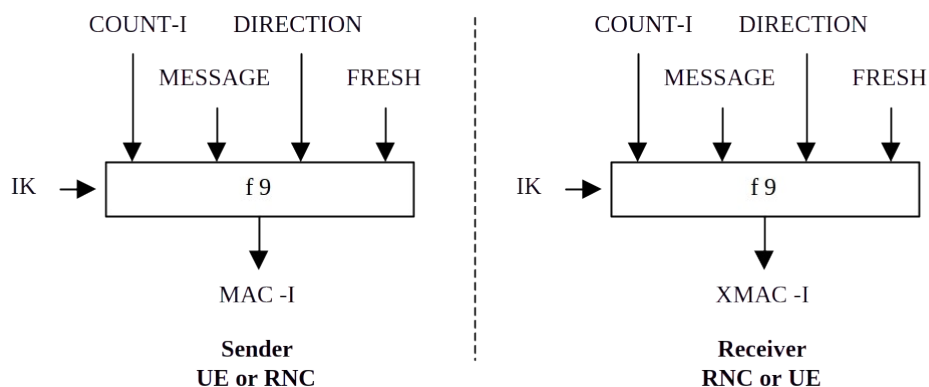 COUNT-I DIRECTION
MESSAGE FRESH
IK f 9
MAC -I
Sender
UE or RNC
COUNT-I DIRECTION
MESSAGE FRESH
IK f 9
XMAC -I
Receiver
RNC or UE